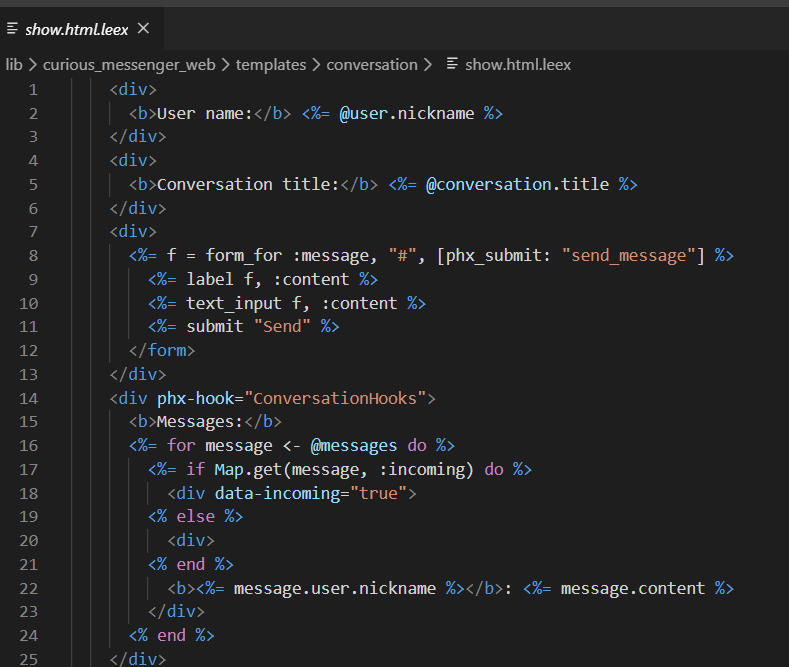 show.html.leex
lib > curious_messenger_web > templates > conversation > show.html.leex
1 <div>
2 <b>User name:</b> <%= @user.nickname %>
3 </div>
4 <div>
5 <b>Conversation title:</b> <%= @conversation.title %>
6 </div>
7 <div>
8 <%= f = form_for :message, "#", [phx_submit: "send_message"] %>
9 <%= label f, :content %>
10 <%= text_input f, :content %>
11 <%= submit "Send" %>
12 </form>
13 </div>
14 <div phx-hook="ConversationHooks">
15 <b>Messages:</b>
16 <%= for message <- @messages do %>
17 <%= if Map.get(message, :incoming) do %>
18 <div data-incoming="true">
19 <% else %>
20 <div>
21 <% end %>
22 <b><%= message.user.nickname %></b>: <%= message.content %>
23 </div>
24 <% end %>
25 </div>